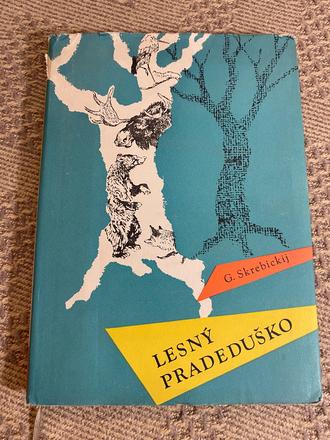 G. Skrebickij
LESNÝ
PRADEDUŠKO